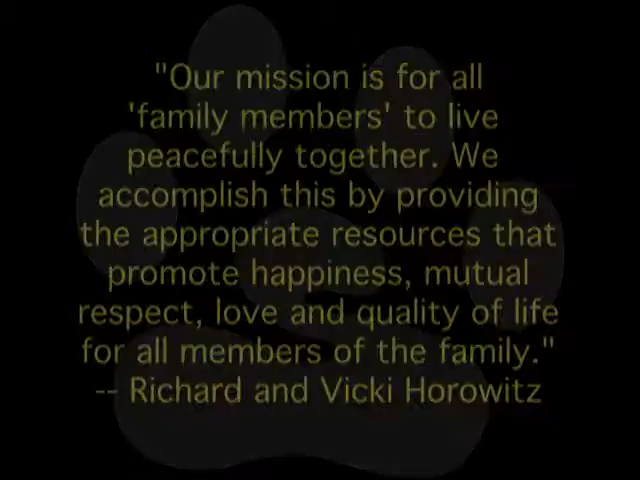 "Our mission is for all
'family members' to live
peacefully together. We
accomplish this by providing
the appropriate resources that
promote happiness, mutual
respect, love and quality of life
for all members of the family."
-- Richard and Vicki Horowitz